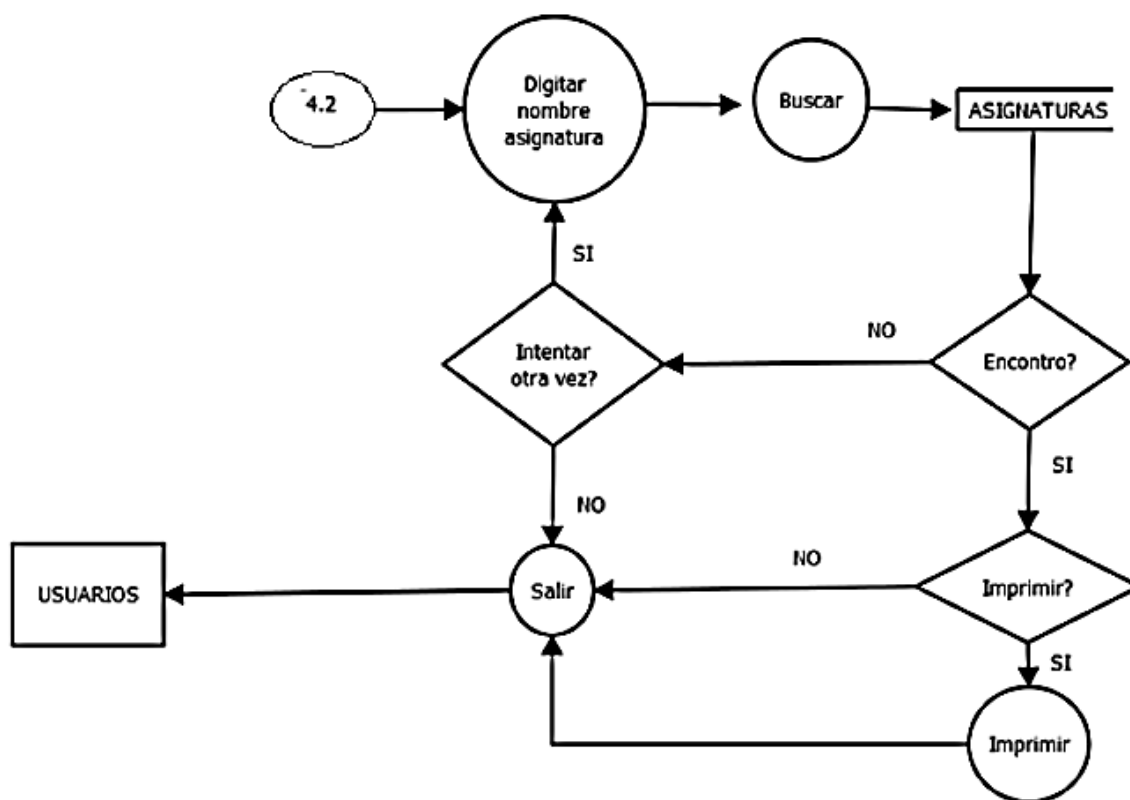 4.2
Digitar
nombre
asignatura
Buscar
ASIGNATURAS
SI
Intentar
otra vez?
NO
Encontro?
SI
NO
USUARIOS
Salir
NO
Imprimir?
SI
Imprimir